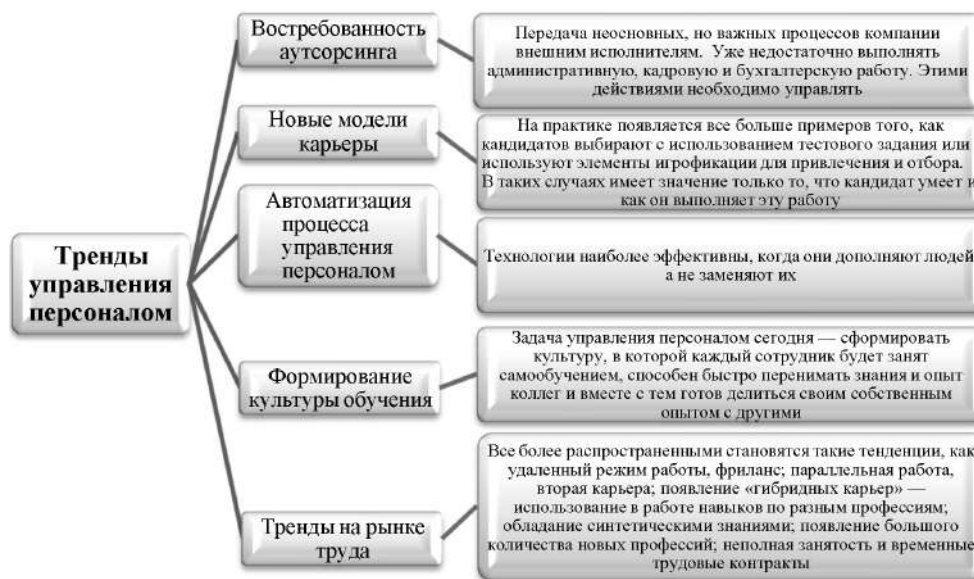 Тренды
управления
персоналом
Востребованность
аутсорсинга
Передача неосновных, но важных процессов компании
внешним исполнителям. Уже недостаточно выполнять
административную, кадровую и бухгалтерскую работу. Этими
действиями необходимо управлять
Новые модели
карьеры
На практике появляется все больше примеров того, как
кандидатов выбирают с использованием тестового задания или
используют элементы игрофикации для привлечения и отбора.
В таких случаях имеет значение только то, что кандидат умеет и
как он выполняет эту работу
Автоматизация
процесса
управления
персоналом
Технологии наиболее эффективны, когда они дополняют людей
а не заменяют их
Формирование
культуры обучения
Задача управления персоналом сегодня — сформировать
культуру, в которой каждый сотрудник будет занят
самообучением, способен быстро перенимать знания и опыт
коллег и вместе с тем готов делиться своим собственным
опытом с другими
Тренды на рынке
труда
Все более распространенными становятся такие тенденции, как
удаленный режим работы, фриланс; параллельная работа,
вторая карьера; появление «гибридных карьер» —
использование в работе навыков по разным профессиям;
обладание синтетическими знаниями; появление большого
количества новых профессий; неполная занятость и временные
трудовые контракты